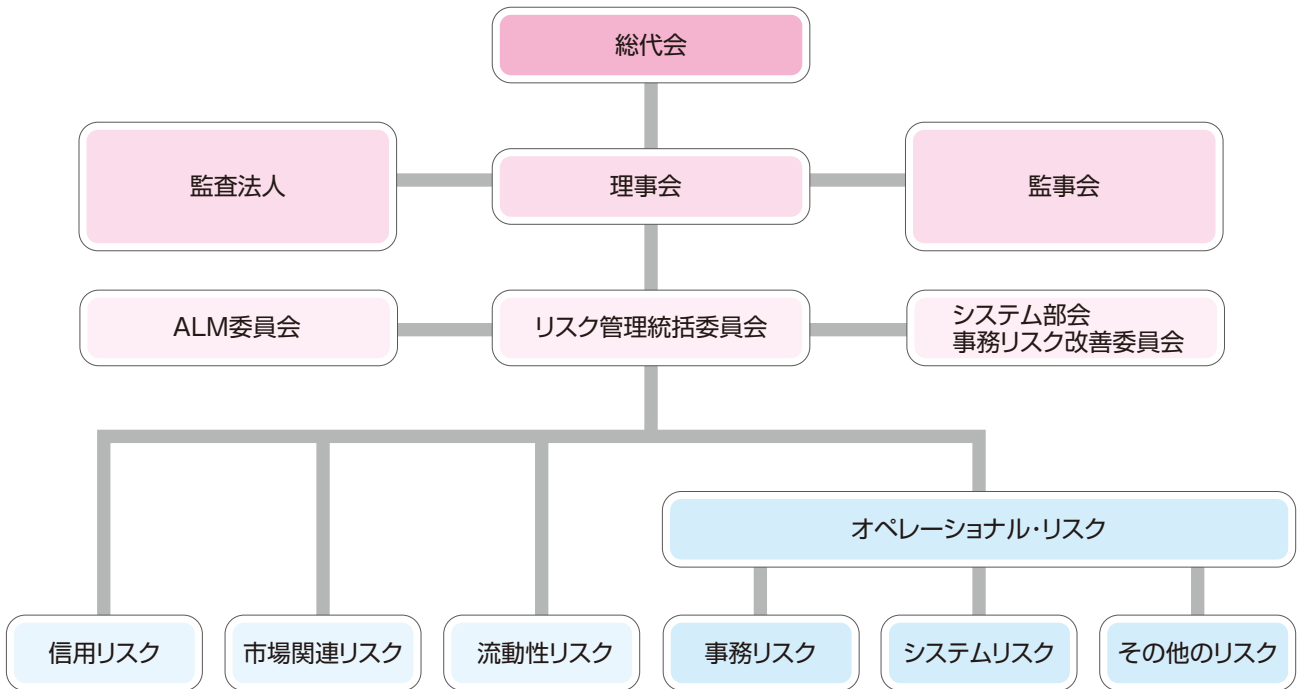 総代会
監査法人
理事会
監事会
ALM委員会
リスク管理統括委員会
システム部会
事務リスク改善委員会
オペレーショナル・リスク
信用リスク
市場関連リスク
流動性リスク
事務リスク
システムリスク
その他のリスク